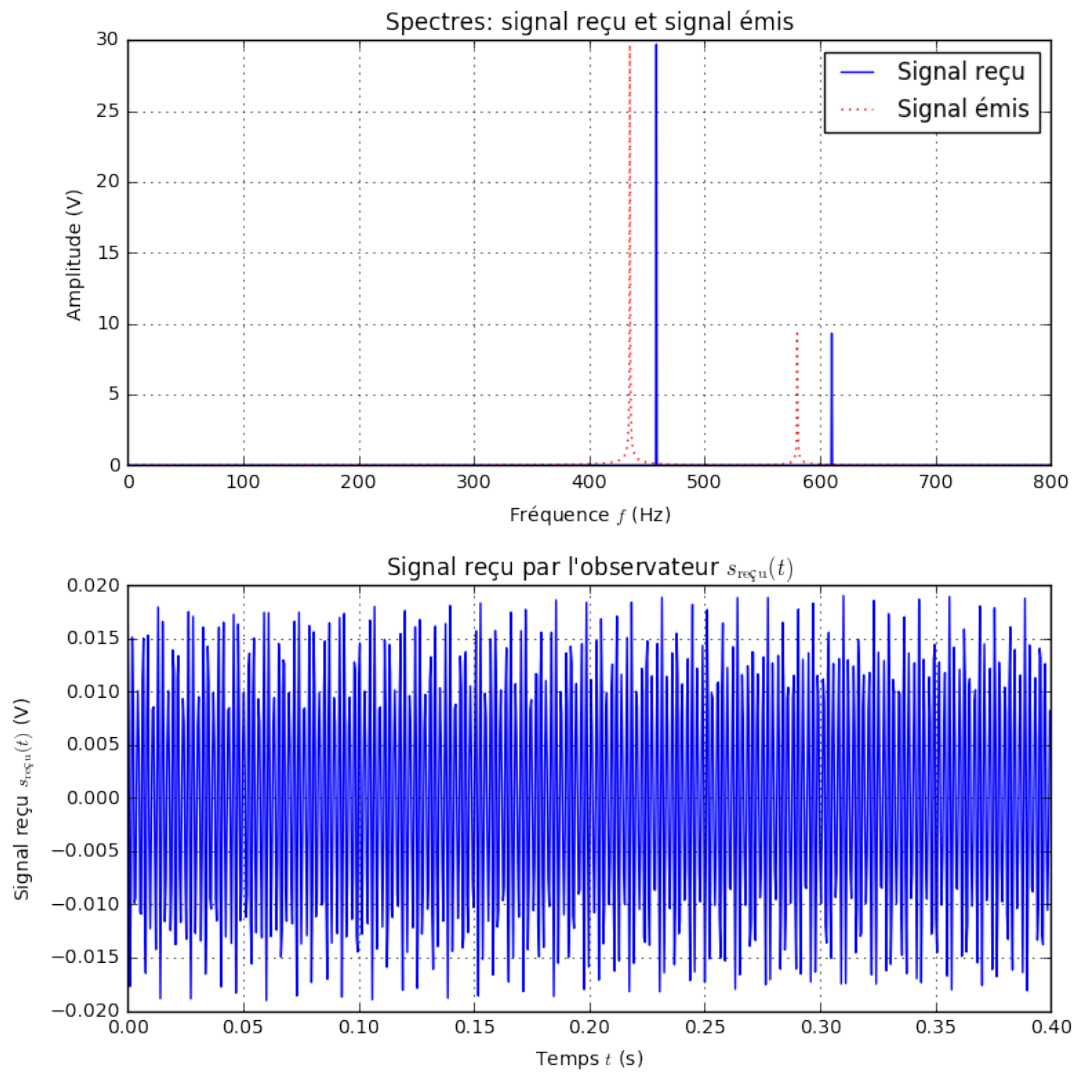 Spectres: signal reçu et signal émis
30
25
20
15
10
5
0
Amplitude (V)
Signal reçu
Signal émis
0 100 200 300 400 500 600 700 800
Fréquence f (Hz)
Signal reçu par l'observateur sreçu(t)
0.020
0.015
0.010
0.005
0.000
−0.005
−0.010
−0.015
−0.020
Signal reçu sreçu(t) (V)
0.00 0.05 0.10 0.15 0.20 0.25 0.30 0.35 0.40
Temps t (s)